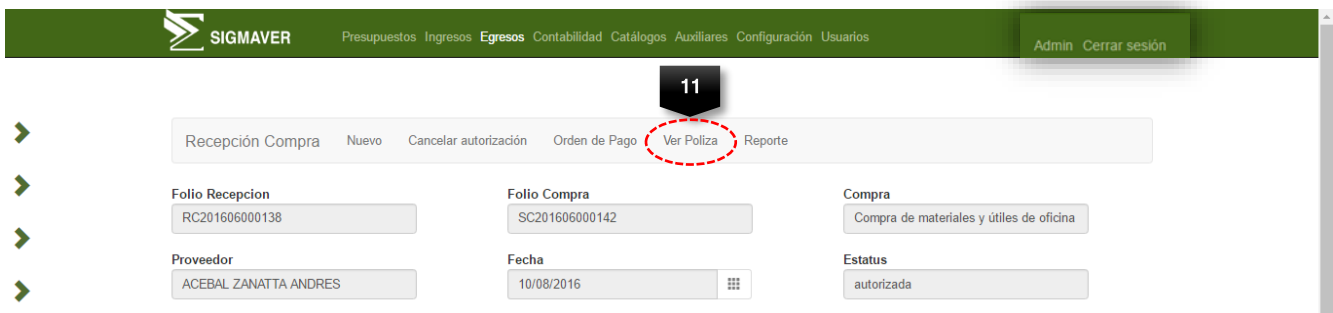 SIGMAVER Presupuestos Ingresos Egresos Contabilidad Catálogos Auxiliares Configuración Usuarios Admin Cerrar sesión
11
Recepción Compra Nuevo Cancelar autorización Orden de Pago Ver Poliza Reporte
Folio Recepcion Folio Compra Compra
RC201606000138 SC201606000142 Compra de materiales y útiles de oficina
Proveedor Fecha Estatus
ACEBAL ZANATTA ANDRES 10/08/2016 autorizada